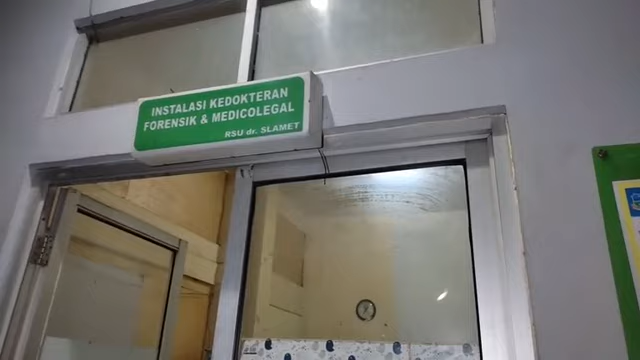 INSTALASI KEDOKTERAN
FORENSIK & MEDICOLEGAL
RSU dr. SLAMET